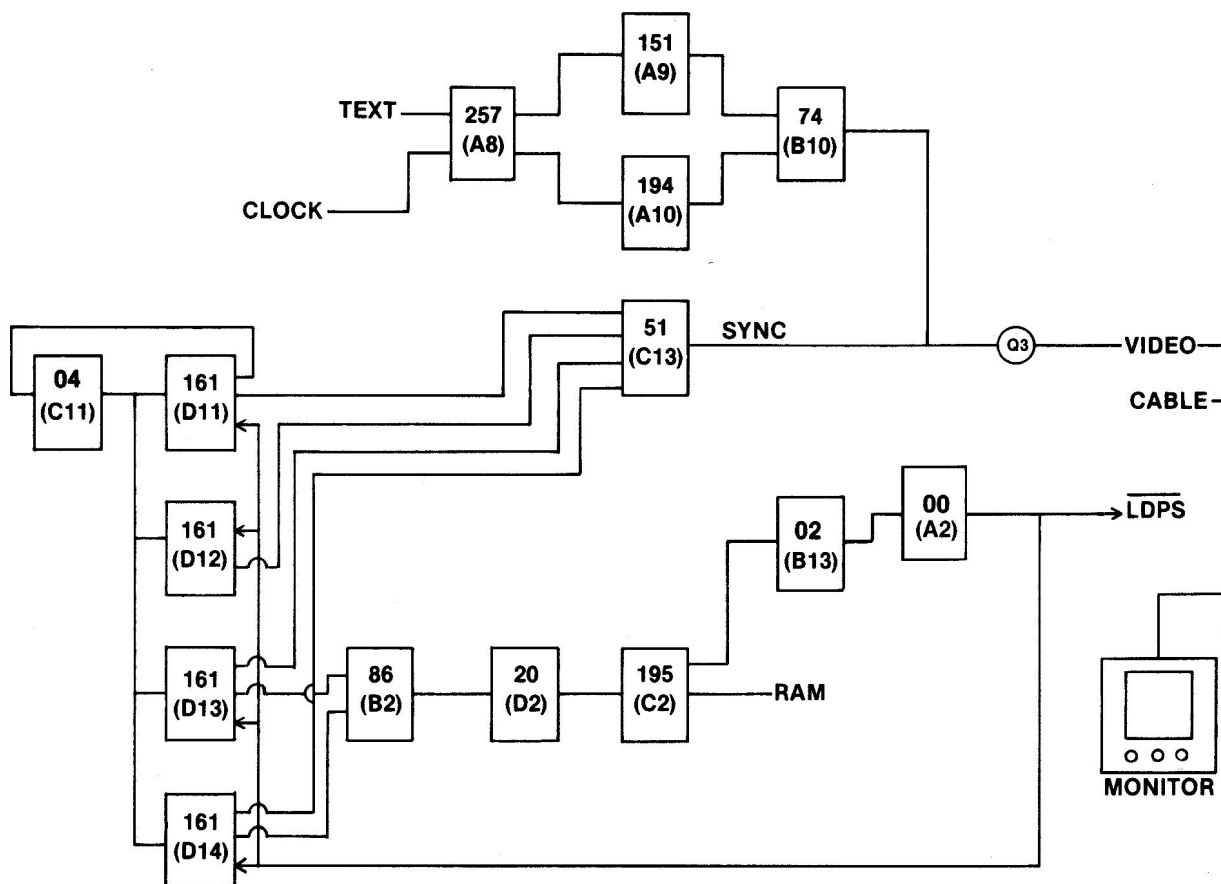 151
(A9)
TEXT
257
(A8)
74
(B10)
194
(A10)
CLOCK
51
(C13)
SYNC
Q3
VIDEO
CABLE
04
(C11)
161
(D11)
161
(D12)
02
(B13)
00
(A2)
LDPS
161
(D13)
86
(B2)
20
(D2)
195
(C2)
RAM
MONITOR
161
(D14)